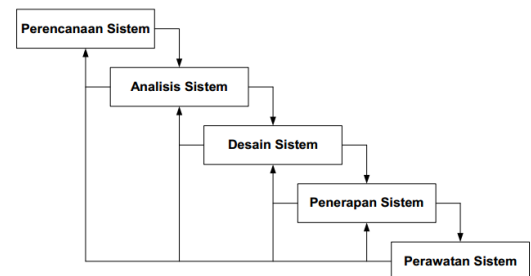 Perencanaan Sistem
Analisis Sistem
Desain Sistem
Penerapan Sistem
Perawatan Sistem